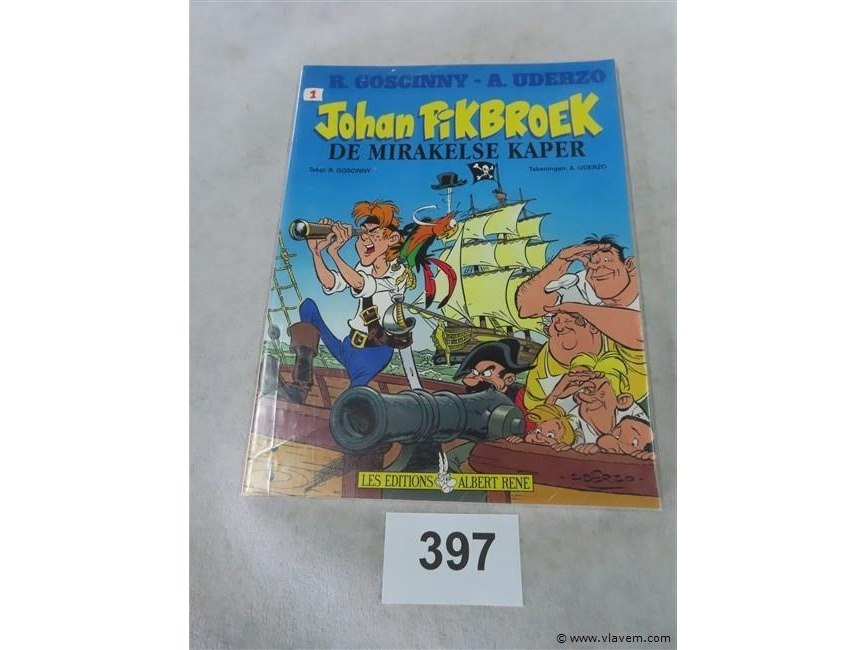 R. GOSCINNY - A. UDERZO
1
Johan PIKBROEK
DE MIRAKELSE KAPER
Tekst: R. GOSCINNY
Tekeningen: A. UDERZO
UDERZO
LES EDITIONS ALBERT RENE
397
© www.vlavem.com